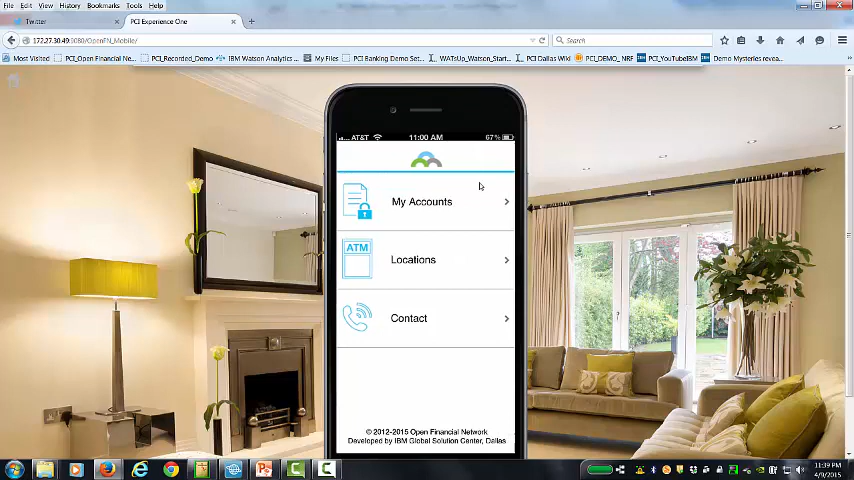 File Edit View History Bookmarks Tools Help
Twitter × PCI Experience One × +
172.27.30.49:9080/OpenFN_Mobile/ Search
Most Visited PCI_Open Financial Ne... PCI_Recorded_Demo IBM Watson Analytics ... My Files PCI Banking Demo Set... WATsUp_Watson_Start... PCI Dallas Wiki PCI_DEMO_ NRF PCI_YouTubeIBM Demo Mysteries revea...
AT&T 11:00 AM 67%
My Accounts
ATM
Locations
Contact
© 2012-2015 Open Financial Network
Developed by IBM Global Solution Center, Dallas
11:39 PM
4/9/2015